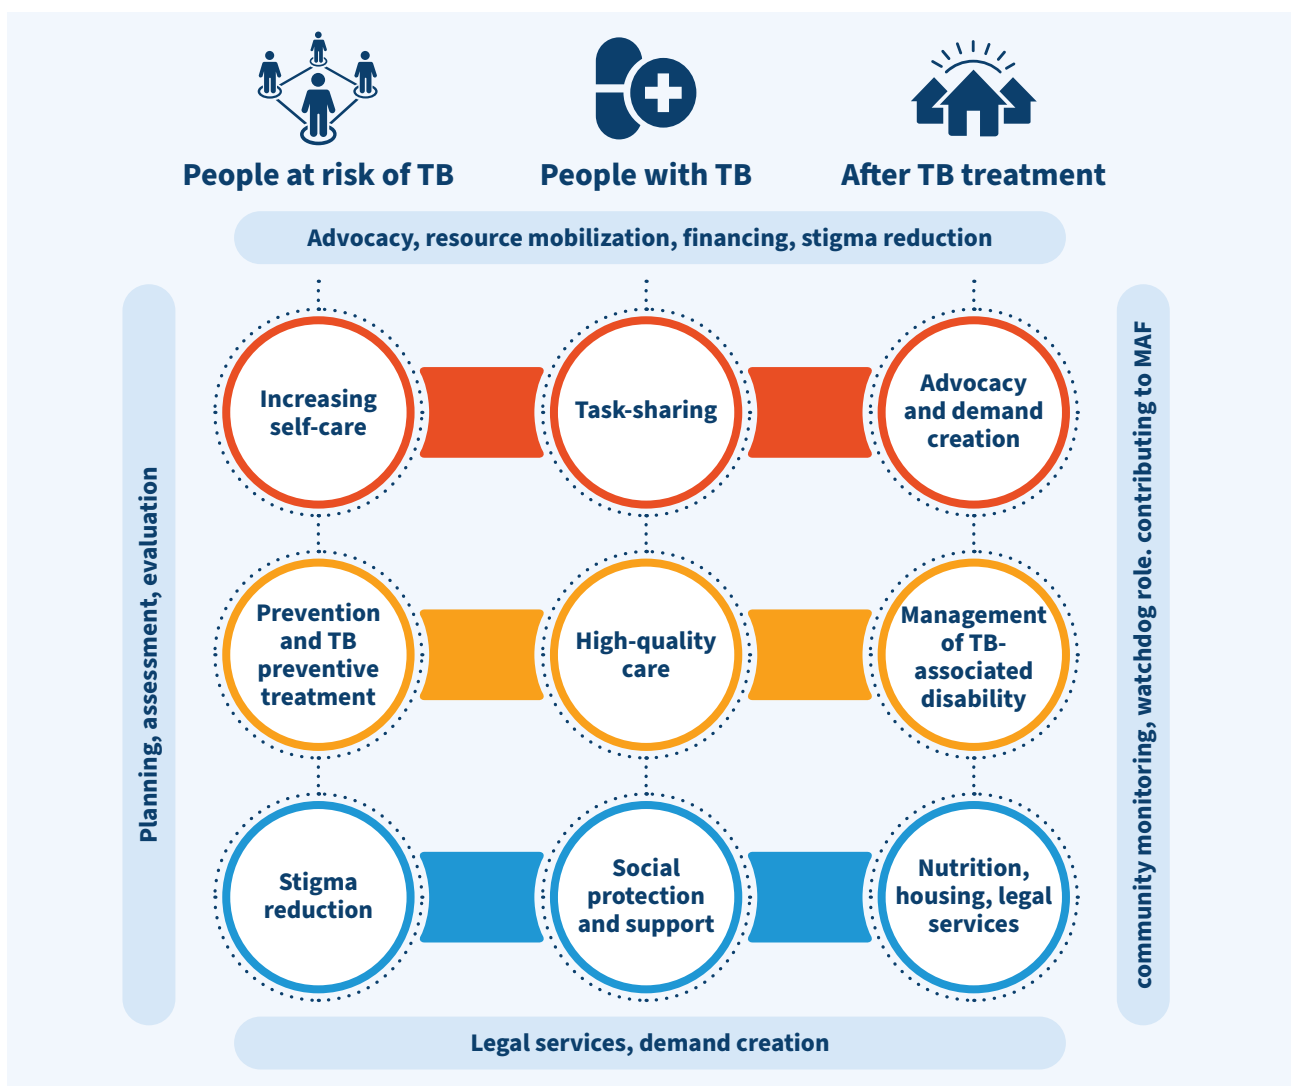 People at risk of TB
People with TB
After TB treatment
Advocacy, resource mobilization, financing, stigma reduction
Planning, assessment, evaluation
Increasing
self-care
Task-sharing
Advocacy
and demand
creation
Prevention
and TB
preventive
treatment
High-quality
care
Management
of TB-
associated
disability
Stigma
reduction
Social
protection
and support
Nutrition,
housing, legal
services
community monitoring, watchdog role. contributing to MAF
Legal services, demand creation